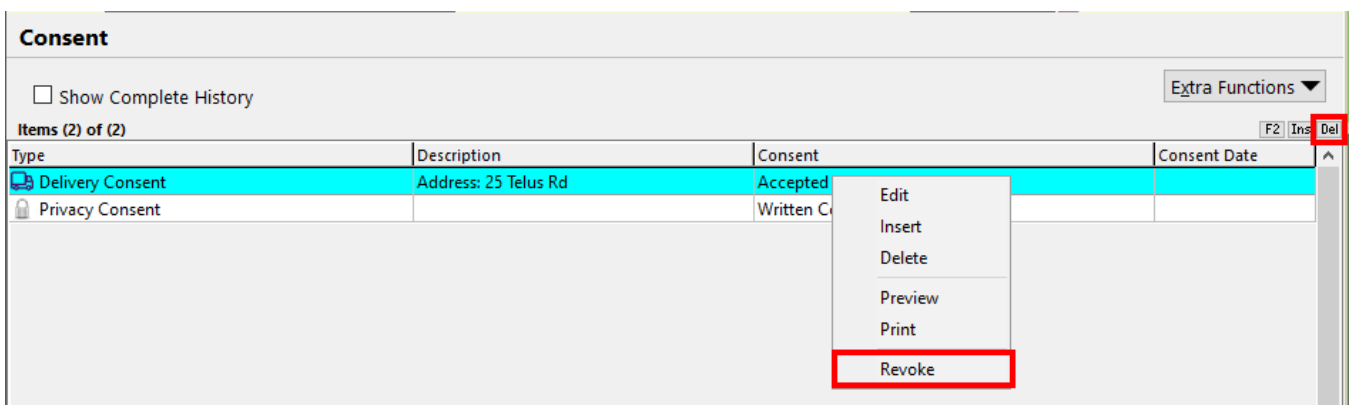 Consent
Show Complete History
Extra Functions
Items (2) of (2)
F2 Ins Del
Type Description Consent Consent Date
Delivery Consent Address: 25 Telus Rd Accepted
Privacy Consent Written
Edit
Insert
Delete
Preview
Print
Revoke